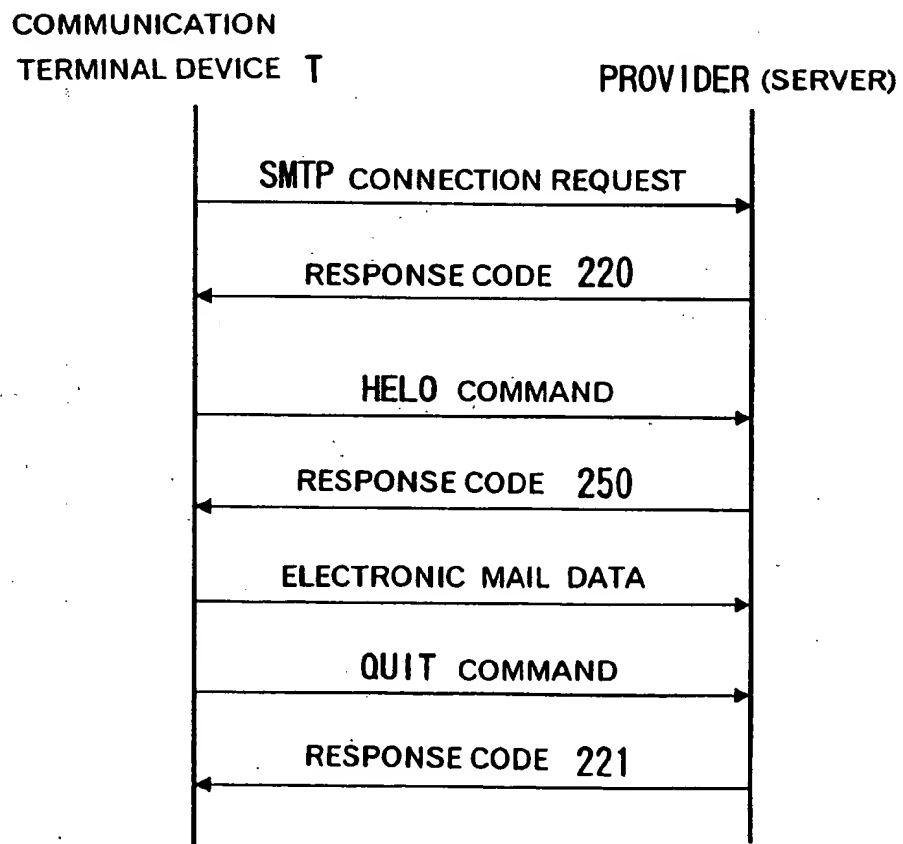 COMMUNICATION
TERMINAL DEVICE T
PROVIDER (SERVER)
SMTP CONNECTION REQUEST
RESPONSE CODE 220
HELO COMMAND
RESPONSE CODE 250
ELECTRONIC MAIL DATA
QUIT COMMAND
RESPONSE CODE 221